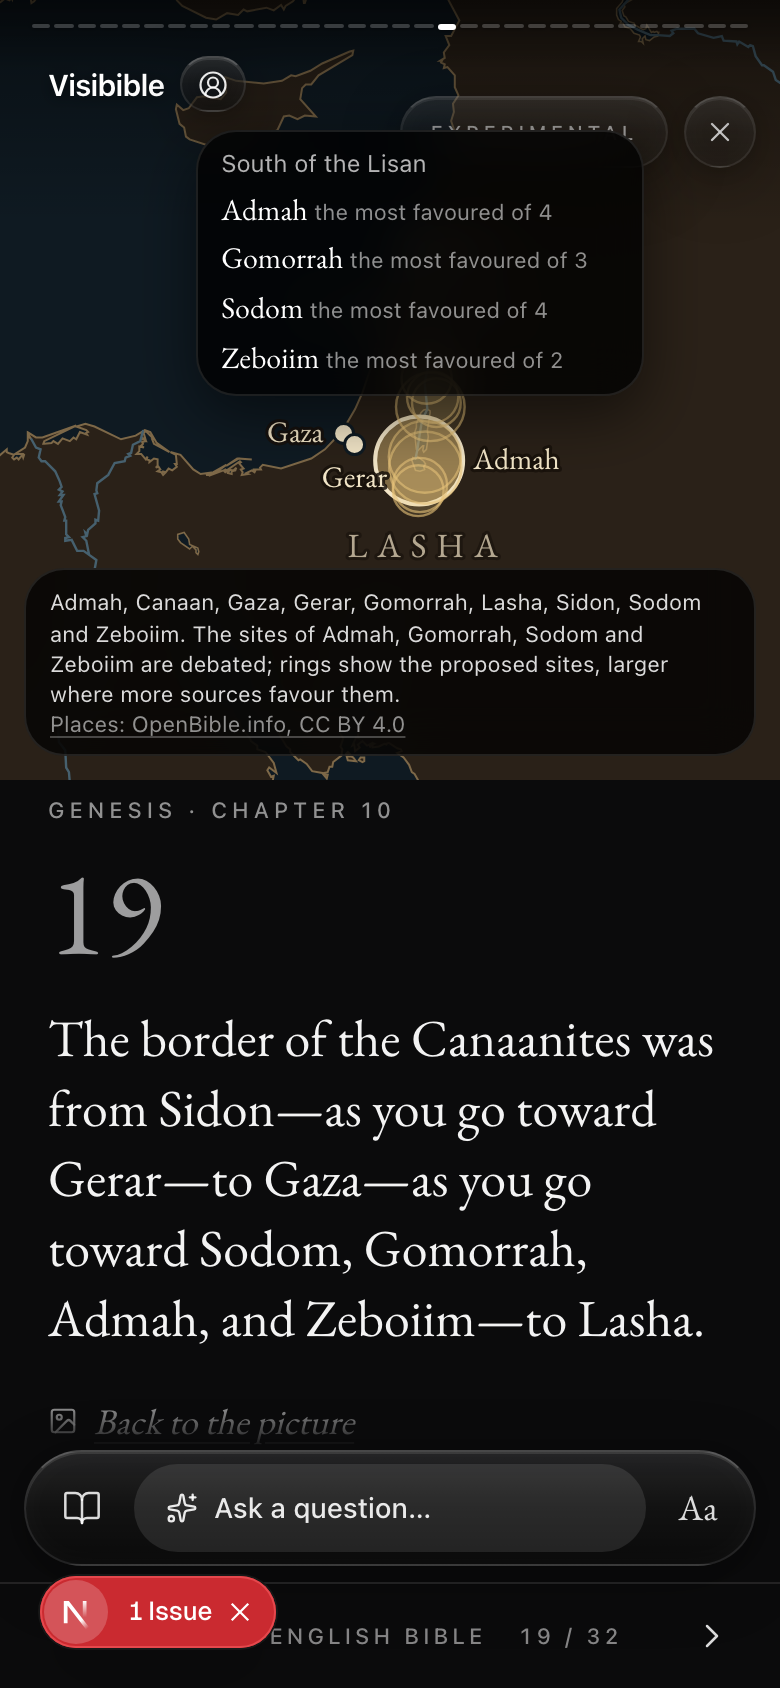 Visibible
EXPERIMENTAL
South of the Lisan
Admah the most favoured of 4
Gomorrah the most favoured of 3
Sodom the most favoured of 4
Zeboiim the most favoured of 2
Gaza
Gerar
Admah
LASHA
Admah, Canaan, Gaza, Gerar, Gomorrah, Lasha, Sidon, Sodom
and Zeboiim. The sites of Admah, Gomorrah, Sodom and
Zeboiim are debated; rings show the proposed sites, larger
where more sources favour them.
Places: OpenBible.info, CC BY 4.0
GENESIS · CHAPTER 10
19
The border of the Canaanites was
from Sidon—as you go toward
Gerar—to Gaza—as you go
toward Sodom, Gomorrah,
Admah, and Zeboiim—to Lasha.
Back to the picture
Ask a question...
Aa
N 1 Issue
ENGLISH BIBLE 19 / 32